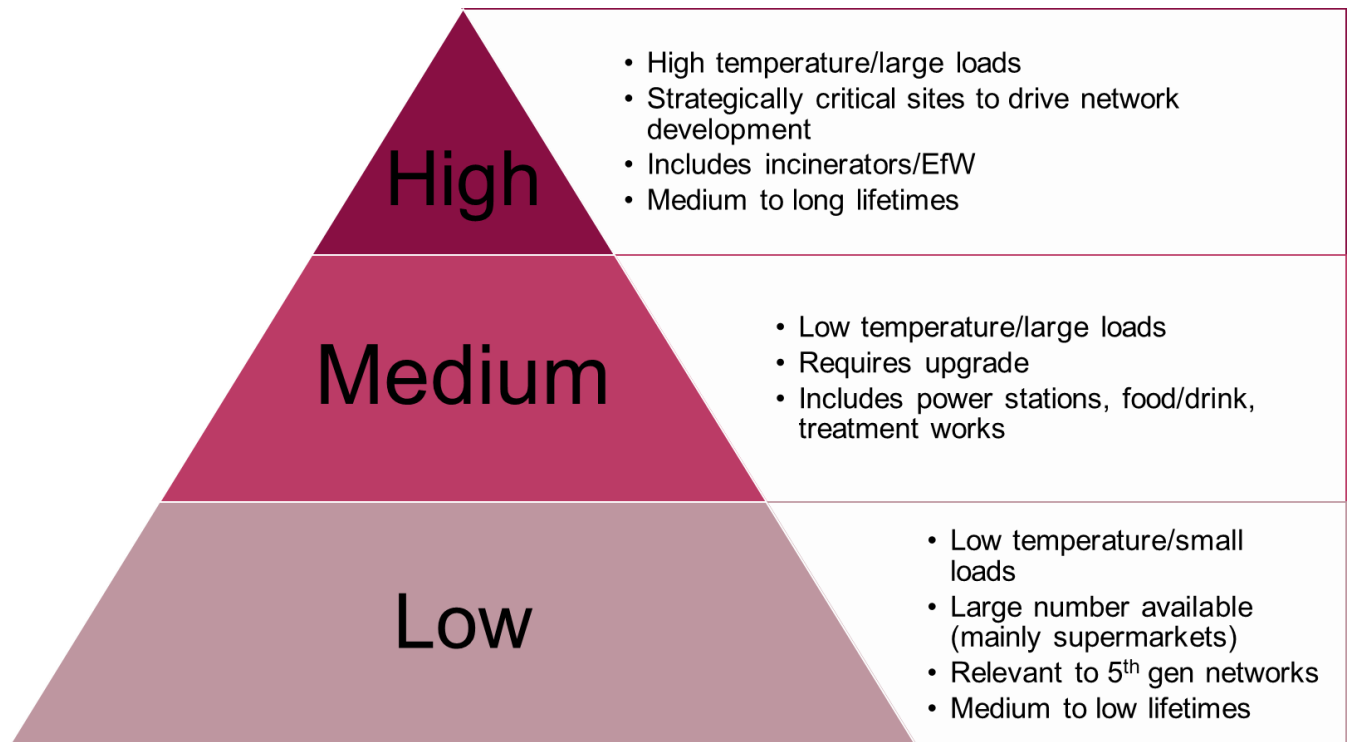 High
• High temperature/large loads
• Strategically critical sites to drive network
development
• Includes incinerators/EfW
• Medium to long lifetimes
Medium
• Low temperature/large loads
• Requires upgrade
• Includes power stations, food/drink,
treatment works
Low
• Low temperature/small
loads
• Large number available
(mainly supermarkets)
• Relevant to 5th gen networks
• Medium to low lifetimes